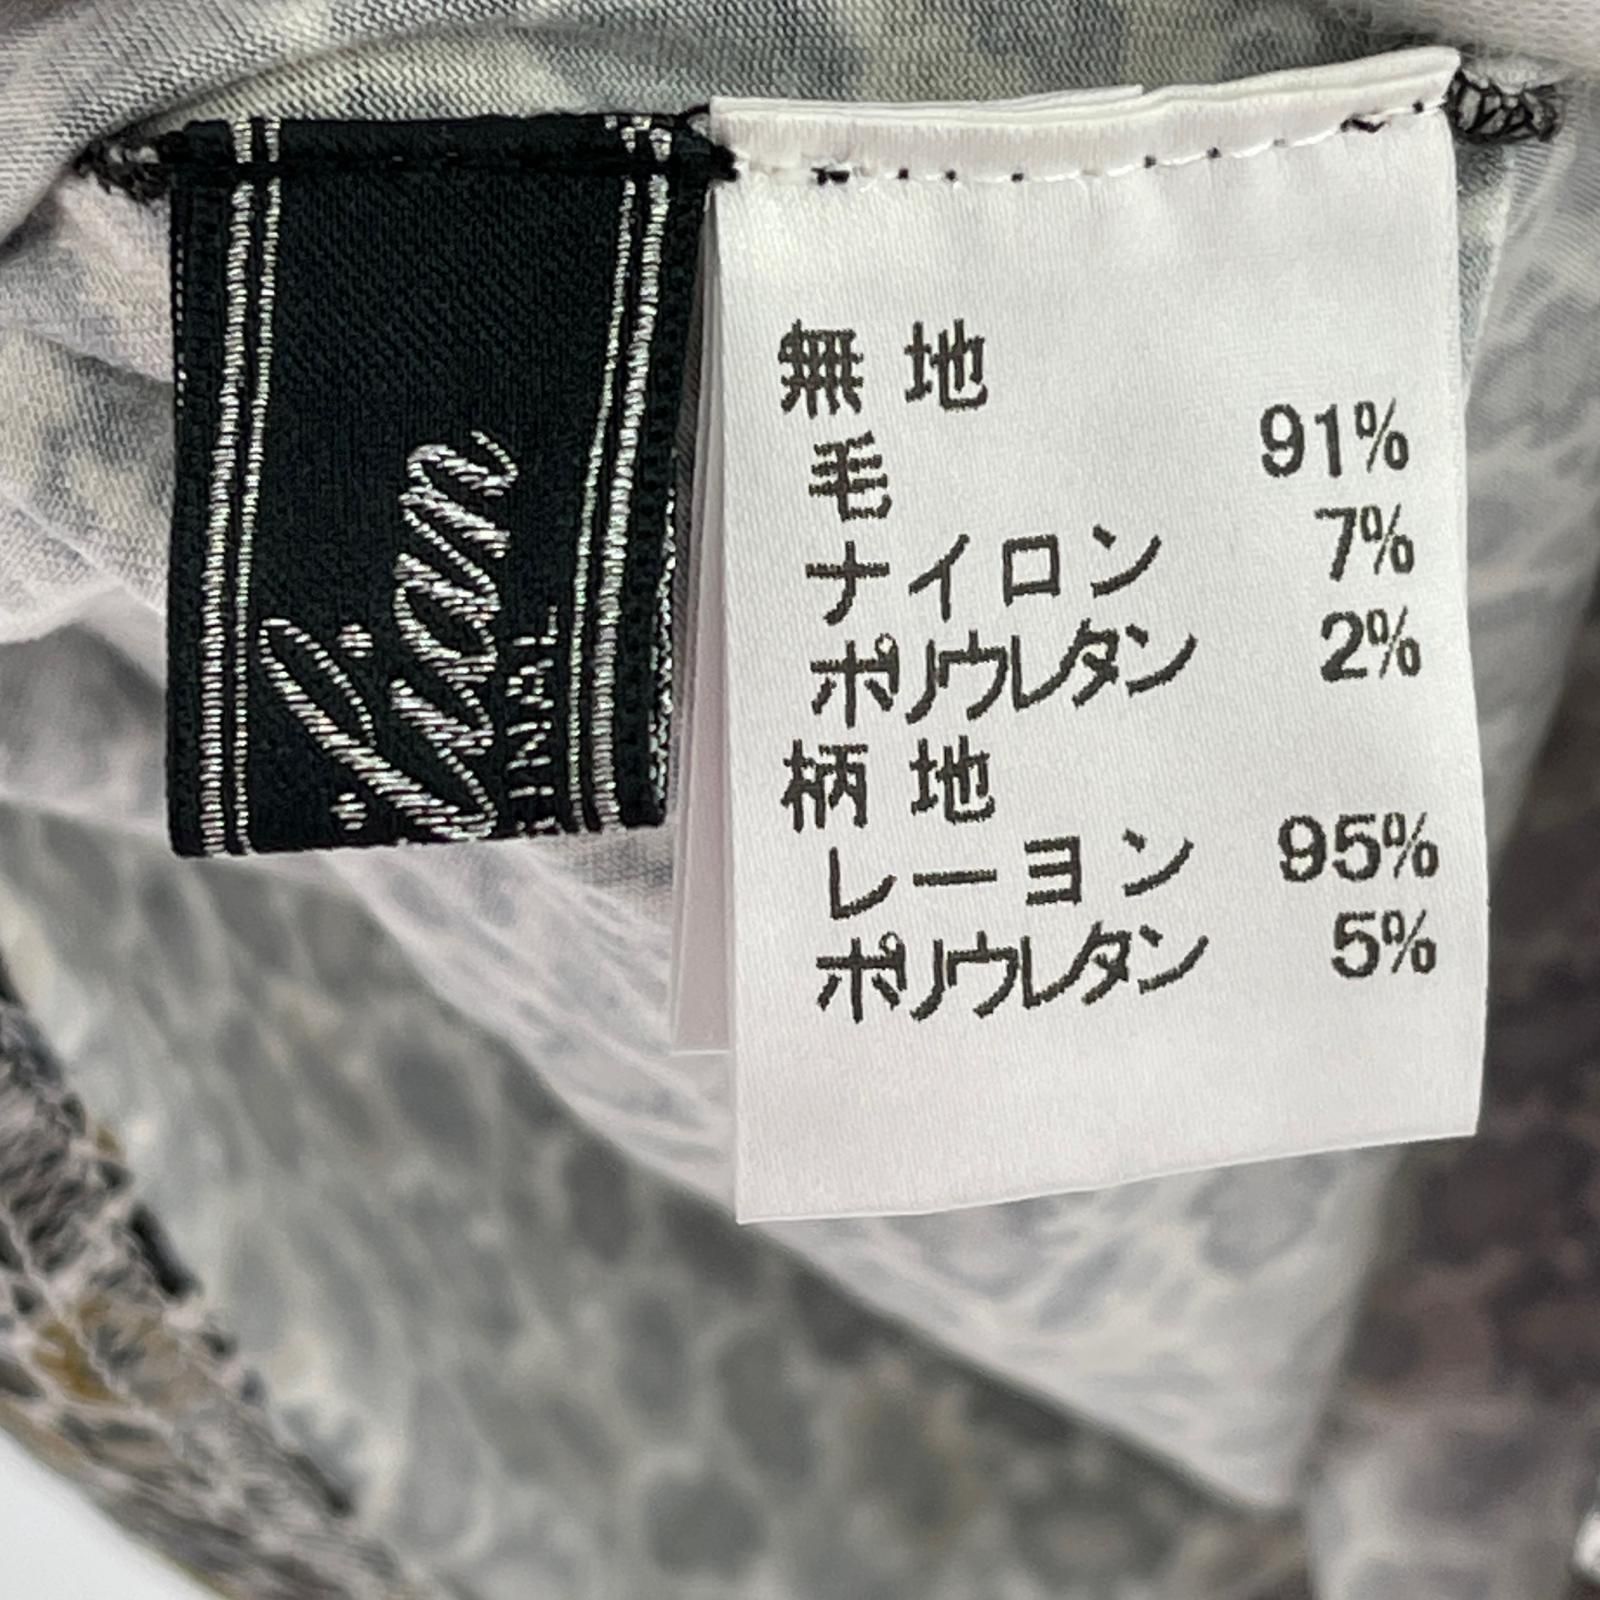 無地
毛 91%
ナイロン 7%
ポリウレタン 2%
柄地
レーヨン 95%
ポリウレタン 5%